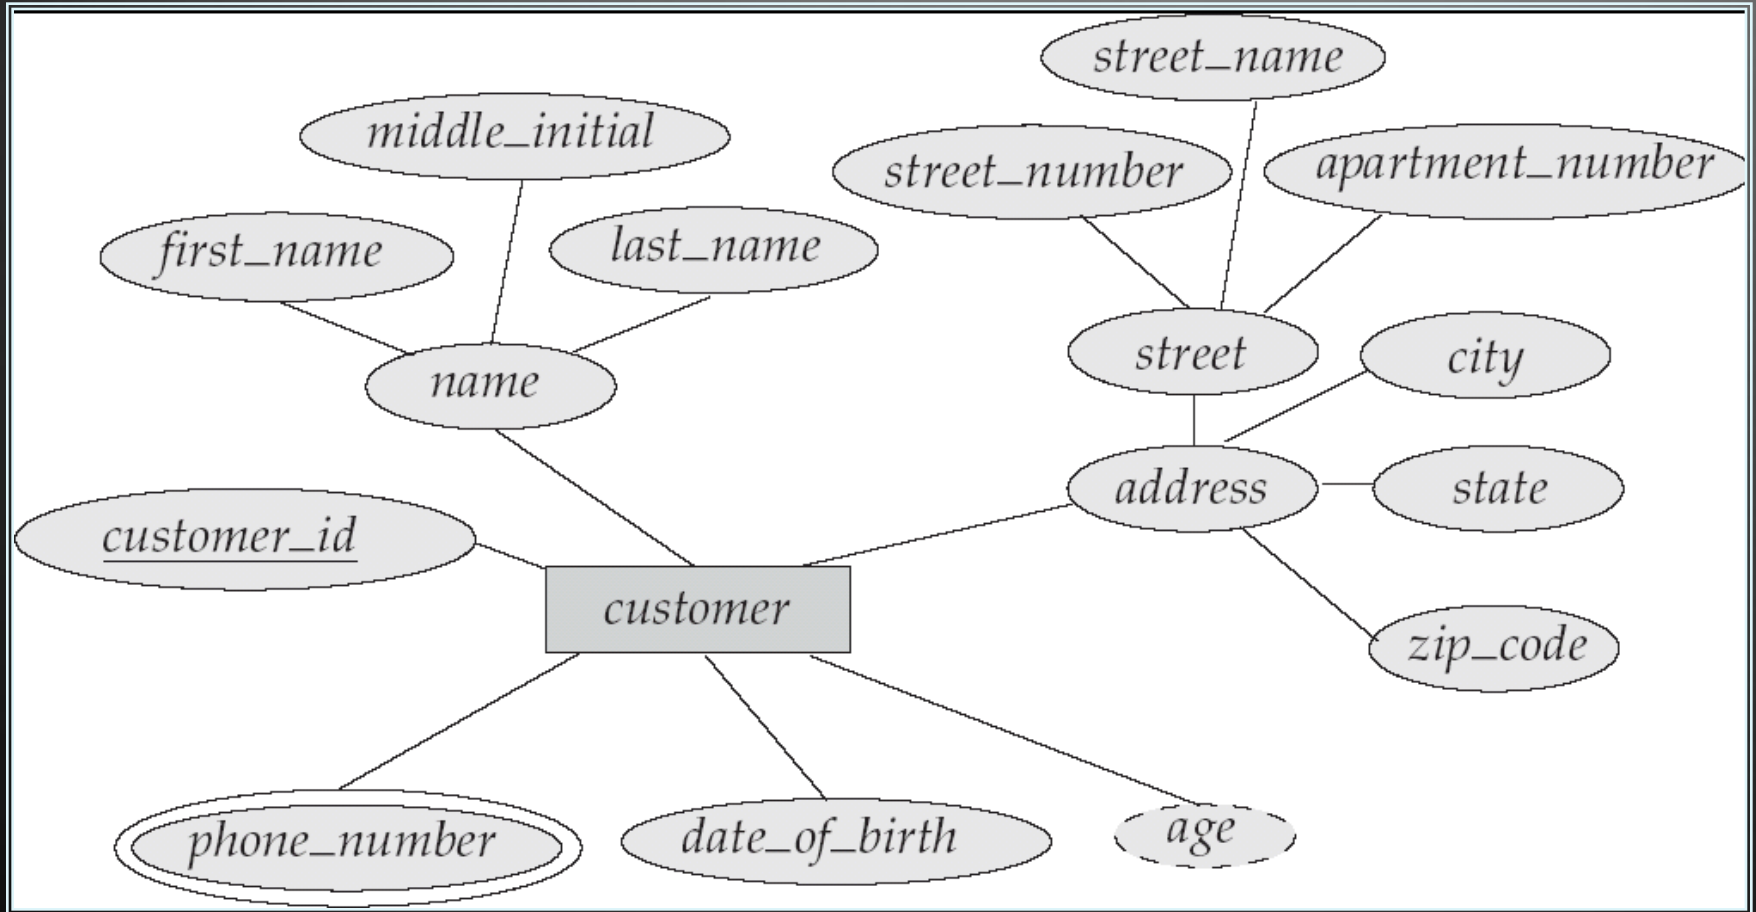 street_name
middle_initial
street_number
apartment_number
first_name
last_name
street
city
name
address
state
customer_id
customer
zip_code
phone_number
date_of_birth
age